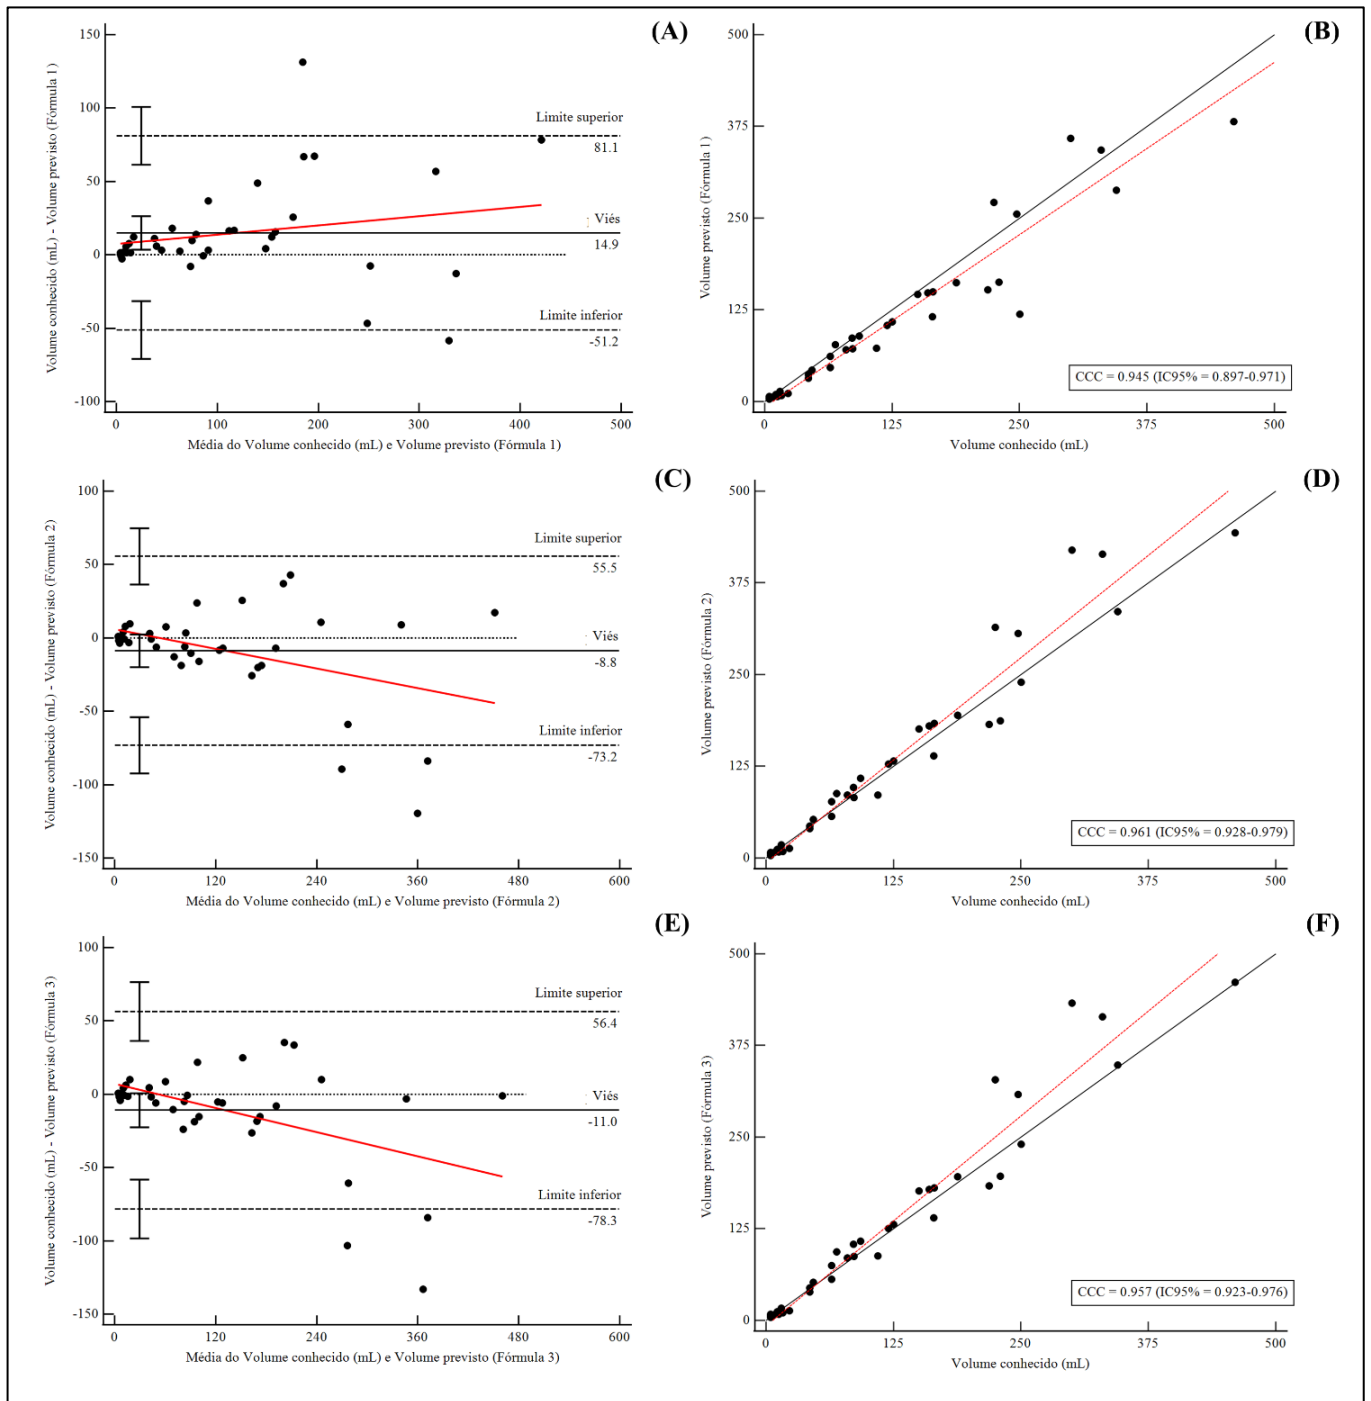 (A)
Volume conhecido (mL) - Volume previsto (Fórmula 1)
150
100
50
0
-50
-100
Limite superior
81.1
Viés
14.9
Limite inferior
-51.2
0
100
200
300
400
500
Média do Volume conhecido (mL) e Volume previsto (Fórmula 1)
(B)
Volume previsto (Fórmula 1)
500
375
250
125
0
CCC = 0.945 (IC95% = 0.897-0.971)
0
125
250
375
500
Volume conhecido (mL)
(C)
Volume conhecido (mL) - Volume previsto (Fórmula 2)
100
50
0
-50
-100
-150
Limite superior
55.5
Viés
-8.8
Limite inferior
-73.2
0
120
240
360
480
600
Média do Volume conhecido (mL) e Volume previsto (Fórmula 2)
(D)
Volume previsto (Fórmula 2)
500
375
250
125
0
CCC = 0.961 (IC95% = 0.928-0.979)
0
125
250
375
500
Volume conhecido (mL)
(E)
Volume conhecido (mL) - Volume previsto (Fórmula 3)
100
50
0
-50
-100
-150
Limite superior
56.4
Viés
-11.0
Limite inferior
-78.3
0
120
240
360
480
600
Média do Volume conhecido (mL) e Volume previsto (Fórmula 3)
(F)
Volume previsto (Fórmula 3)
500
375
250
125
0
CCC = 0.957 (IC95% = 0.923-0.976)
0
125
250
375
500
Volume conhecido (mL)